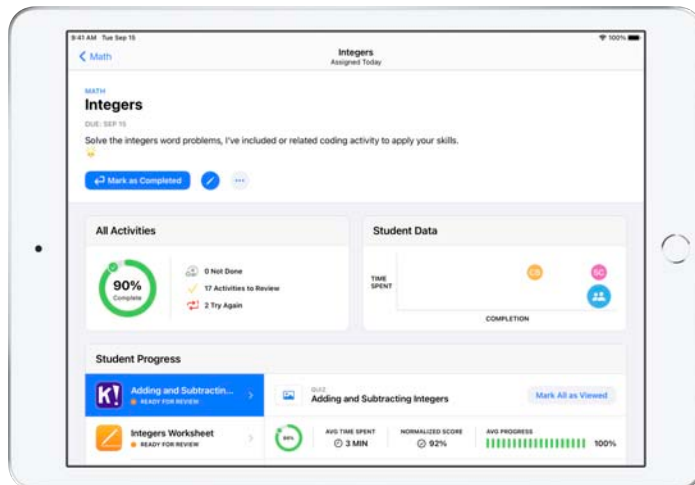 9:41 AM Tue Sep 15
100%
Math
Integers
Assigned Today
MATH
Integers
DUE: SEP 15
Solve the integers word problems, I've included or related coding activity to apply your skills.
Mark as Completed
All Activities
90%
Complete
0 Not Done
17 Activities to Review
2 Try Again
Student Data
TIME
SPENT
CS
SC
COMPLETION
Student Progress
K!
Adding and Subtractin...
READY FOR REVIEW
QUIZ
Adding and Subtracting Integers
Mark All as Viewed
Integers Worksheet
READY FOR REVIEW
AVG TIME SPENT
3 MIN
NORMALIZED SCORE
92%
AVG PROGRESS
100%